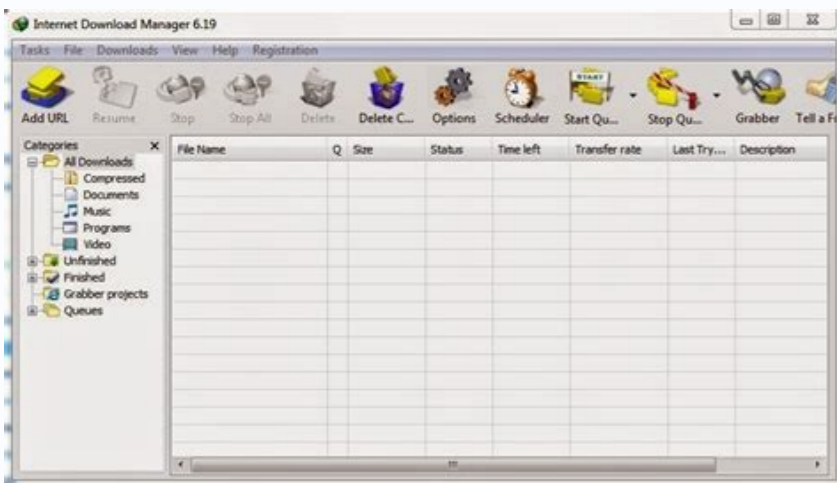 Internet Download Manager 6.19
Tasks File Downloads View Help Registration
START
Add URL Resume Stop Stop All Delete Delete C... Options Scheduler Start Qu... Stop Qu... Grabber Tell a Fr
Categories × File Name Q Size Status Time left Transfer rate Last Try... Description
All Downloads
Compressed
Documents
Music
Programs
Video
Unfinished
Finished
Grabber projects
Queues